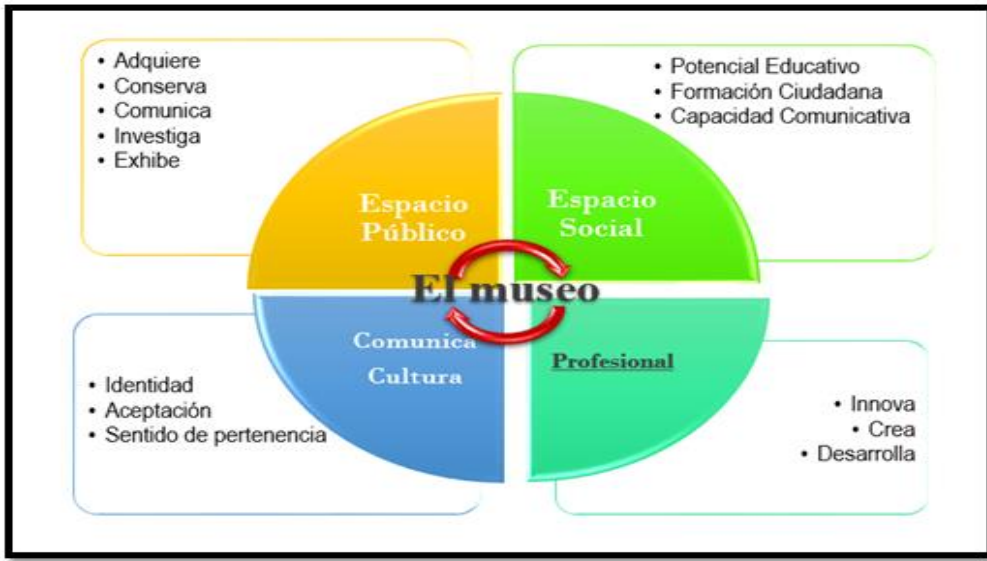 • Adquiere
• Conserva
• Comunica
• Investiga
• Exhibe
• Potencial Educativo
• Formación Ciudadana
• Capacidad Comunicativa
Espacio
Público
Espacio
Social
El museo
Comunica
Cultura
Profesional
• Identidad
• Aceptación
• Sentido de pertenencia
• Innova
• Crea
• Desarrolla